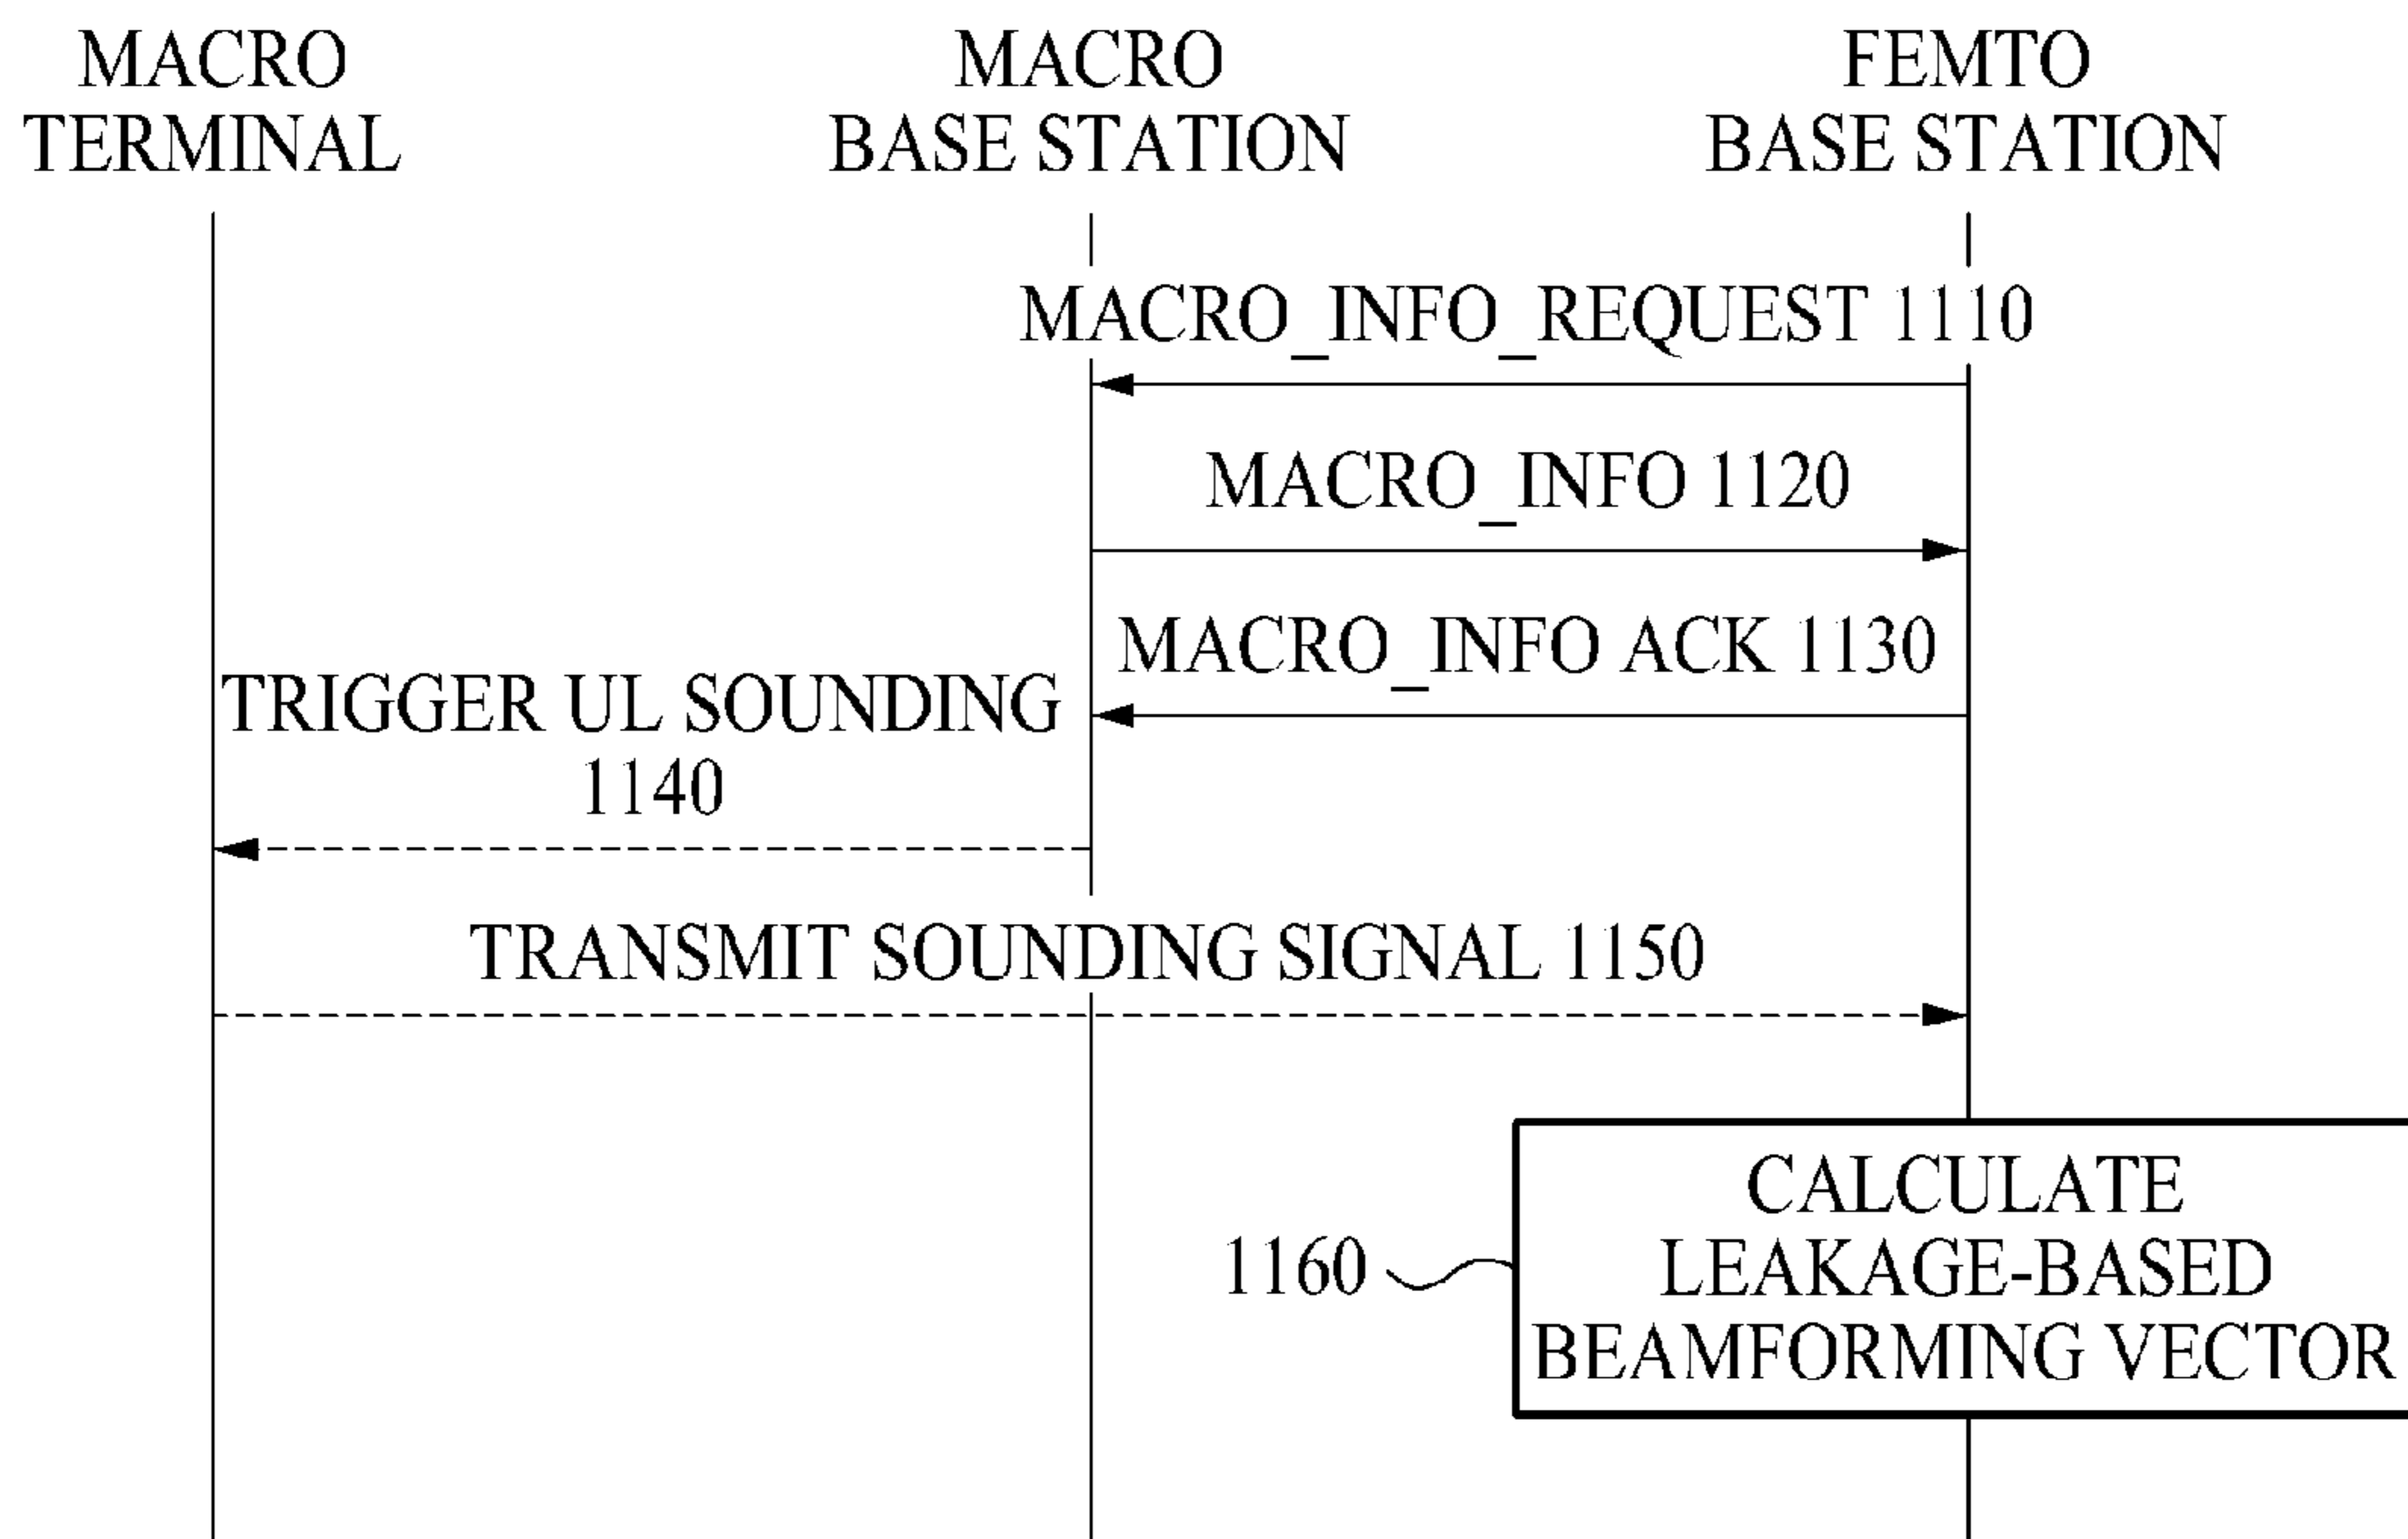 MACRO
TERMINAL
MACRO
BASE STATION
FEMTO
BASE STATION
MACRO_INFO_REQUEST 1110
MACRO_INFO 1120
MACRO_INFO ACK 1130
TRIGGER UL SOUNDING
1140
TRANSMIT SOUNDING SIGNAL 1150
1160
CALCULATE
LEAKAGE-BASED
BEAMFORMING VECTOR